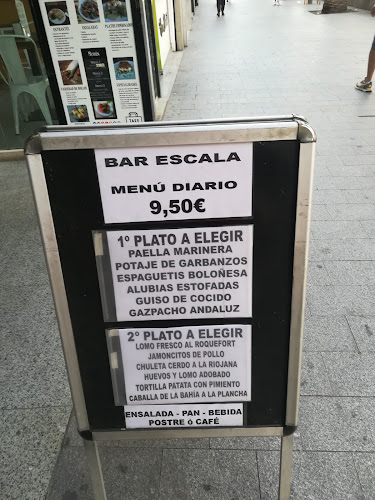 BAR ESCALA
MENÚ DIARIO
9,50€
1º PLATO A ELEGIR
PAELLA MARINERA
POTAJE DE GARBANZOS
ESPAGUETIS BOLOÑESA
ALUBIAS ESTOFADAS
GUISO DE COCIDO
GAZPACHO ANDALUZ
2º PLATO A ELEGIR
LOMO FRESCO AL ROQUEFORT
JAMONCITOS DE POLLO
CHULETA CERDO A LA RIOJANA
HUEVOS Y LOMO ADOBADO
TORTILLA PATATA CON PIMIENTO
CABALLA DE LA BAHÍA A LA PLANCHA
ENSALADA - PAN - BEBIDA
POSTRE ó CAFÉ